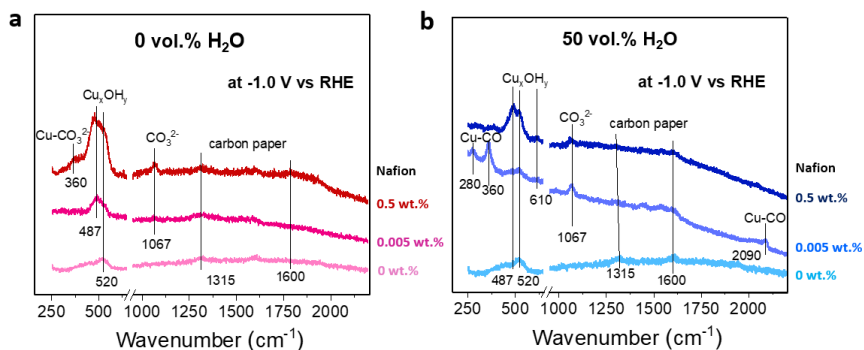 a
0 vol.% H₂O
at -1.0 V vs RHE
CuₓOHᵧ
Cu-CO₃²⁻
CO₃²⁻
carbon paper
360
487
520
1067
1315
1600
Nafion
0.5 wt.%
0.005 wt.%
0 wt.%
250 500 1000 1250 1500 1750 2000
Wavenumber (cm⁻¹)
b
50 vol.% H₂O
at -1.0 V vs RHE
CuₓOHᵧ
Cu-CO
CO₃²⁻
carbon paper
280
360
610
1067
Cu-CO
2090
487
520
1315
1600
Nafion
0.5 wt.%
0.005 wt.%
0 wt.%
250 500 1000 1250 1500 1750 2000
Wavenumber (cm⁻¹)